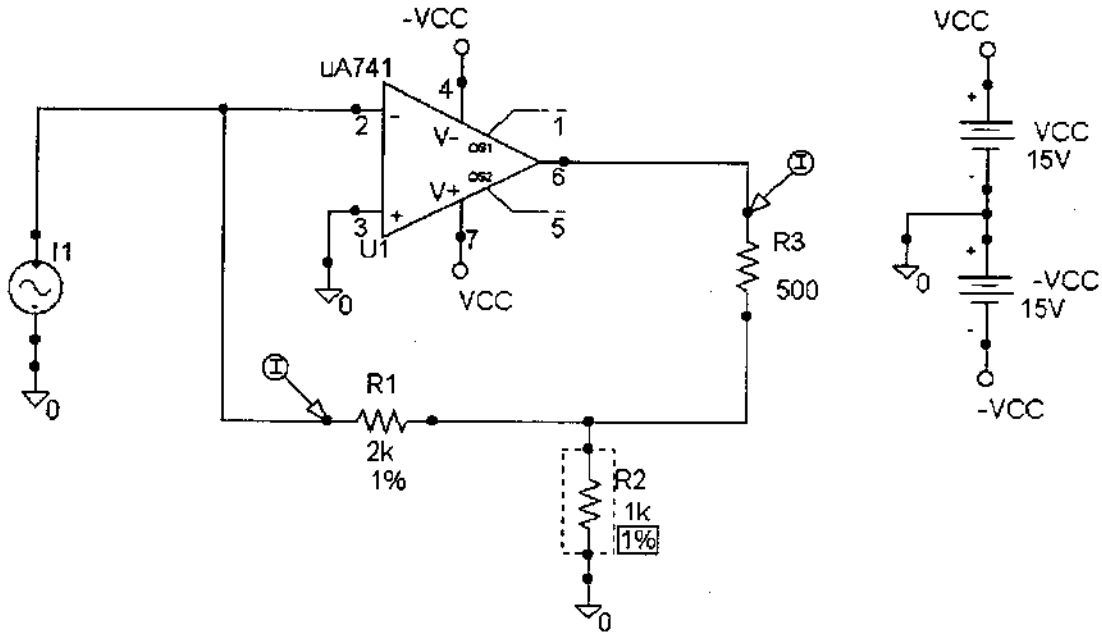 -VCC
uA741
4
2
-
V-
OS1
1
6
OS2
V+
5
3
+
U1
7
0
VCC
I1
-
0
I
R3
500
I
R1
2k
1%
R2
1k
1%
0
VCC
+
VCC
15V
-
0
+
-VCC
15V
-
-VCC